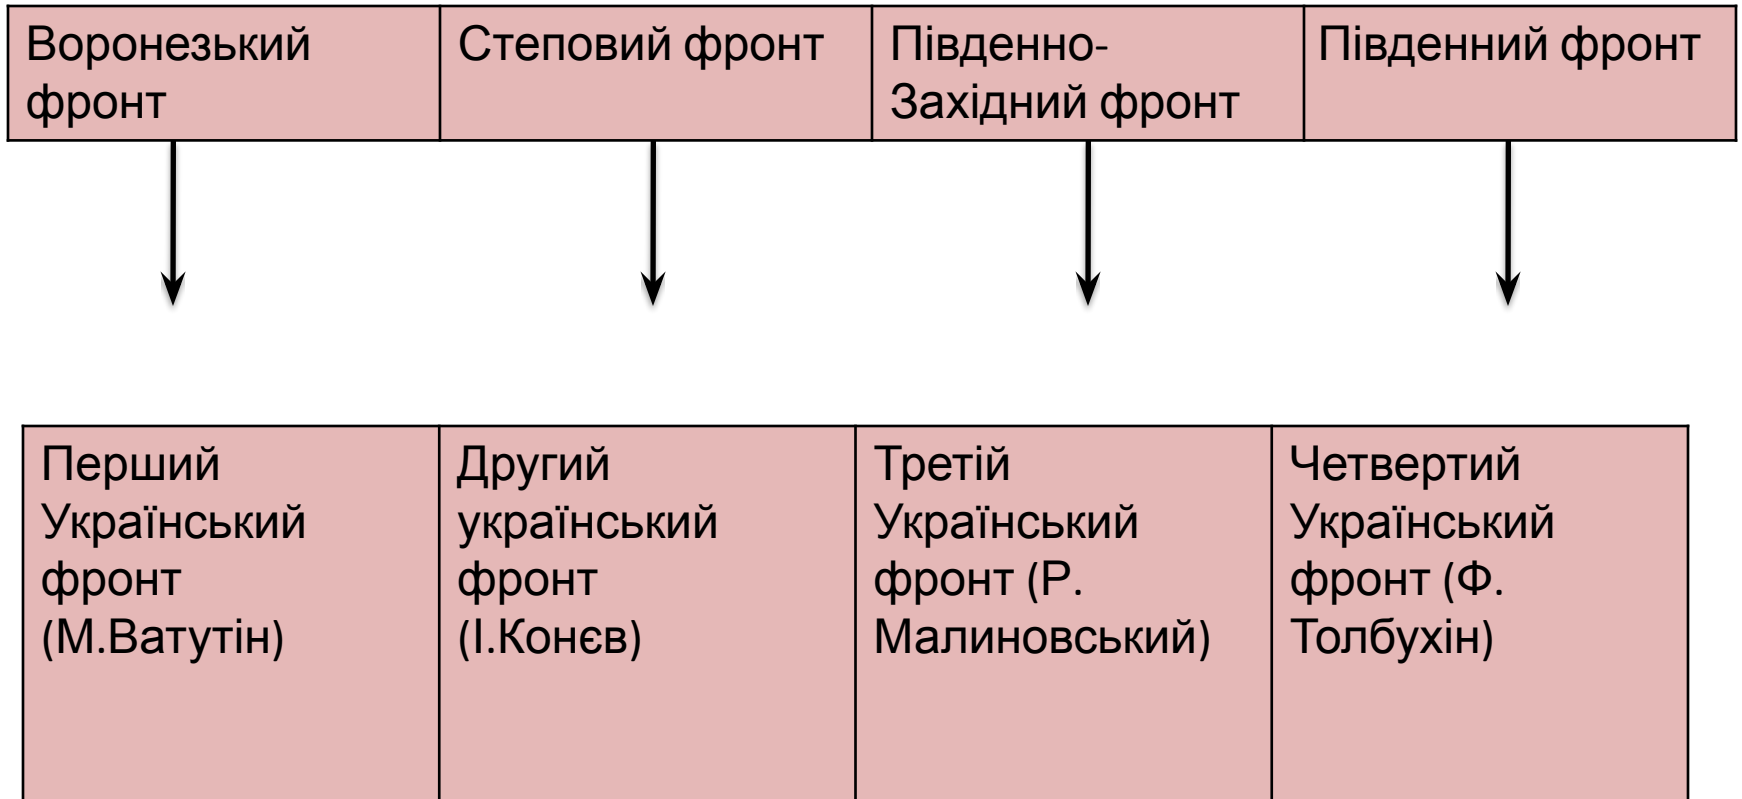 Воронезький
фронт
Степовий фронт
Південно-
Західний фронт
Південний фронт
Перший
Український
фронт
(М.Ватутін)
Другий
український
фронт
(І.Конєв)
Третій
Український
фронт (Р.
Малиновський)
Четвертий
Український
фронт (Ф.
Толбухін)